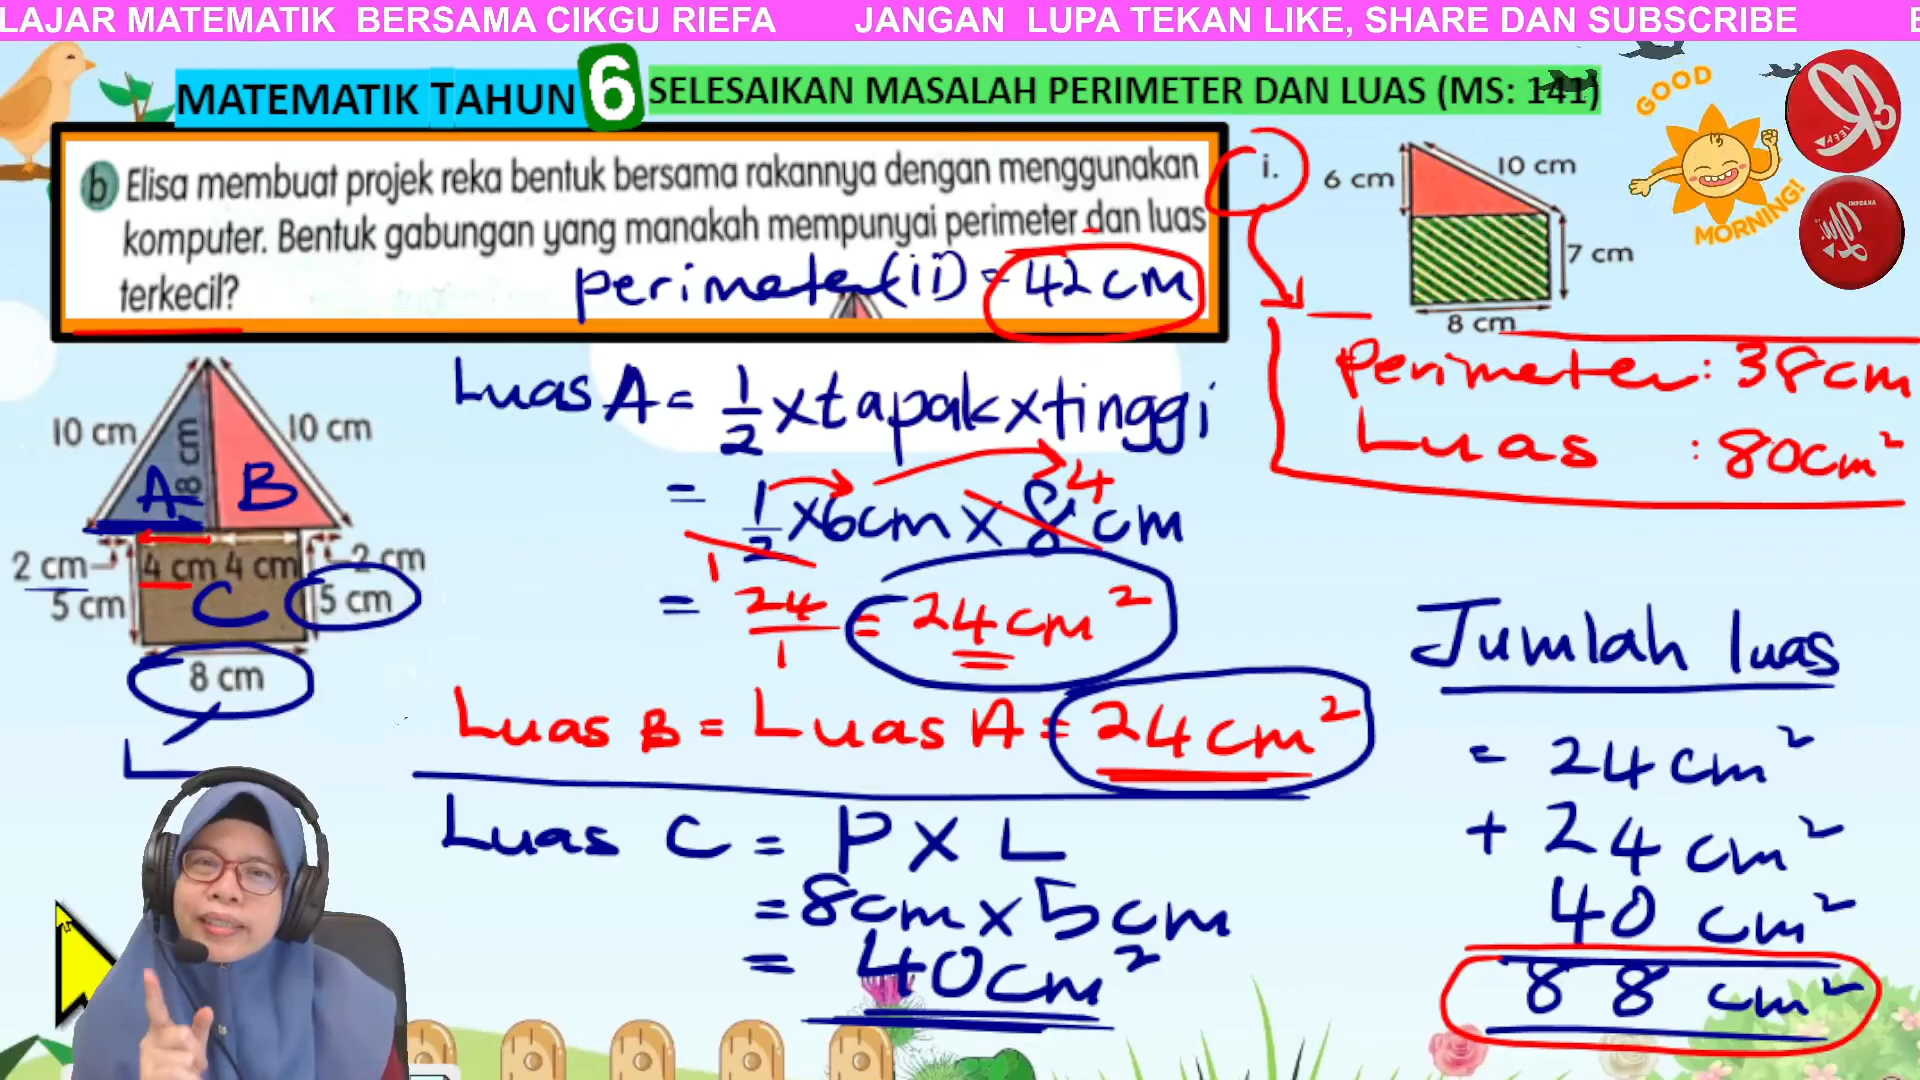 LAJAR MATEMATIK BERSAMA CIKGU RIEFA JANGAN LUPA TEKAN LIKE, SHARE DAN SUBSCRIBE
MATEMATIK TAHUN 6 SELESAIKAN MASALAH PERIMETER DAN LUAS (MS: 141)
GOOD
MORNING!
b Elisa membuat projek reka bentuk bersama rakannya dengan menggunakan
komputer. Bentuk gabungan yang manakah mempunyai perimeter dan luas
terkecil?
perimeter (ii) = 42 cm
i.
6 cm
10 cm
7 cm
8 cm
Perimeter : 38cm
Luas : 80cm²
10 cm
8 cm
10 cm
A
B
2 cm
4 cm
4 cm
2 cm
5 cm
C
5 cm
8 cm
L
Luas A = 1/2 x tapak x tinggi
= 1/2 x 6cm x 8 cm
4
1
= 24/1 = 24cm²
Luas B = Luas A = 24cm²
Luas C = P X L
= 8cm x 5cm
= 40cm²
Jumlah luas
= 24 cm²
+ 24 cm²
40 cm²
88 cm²